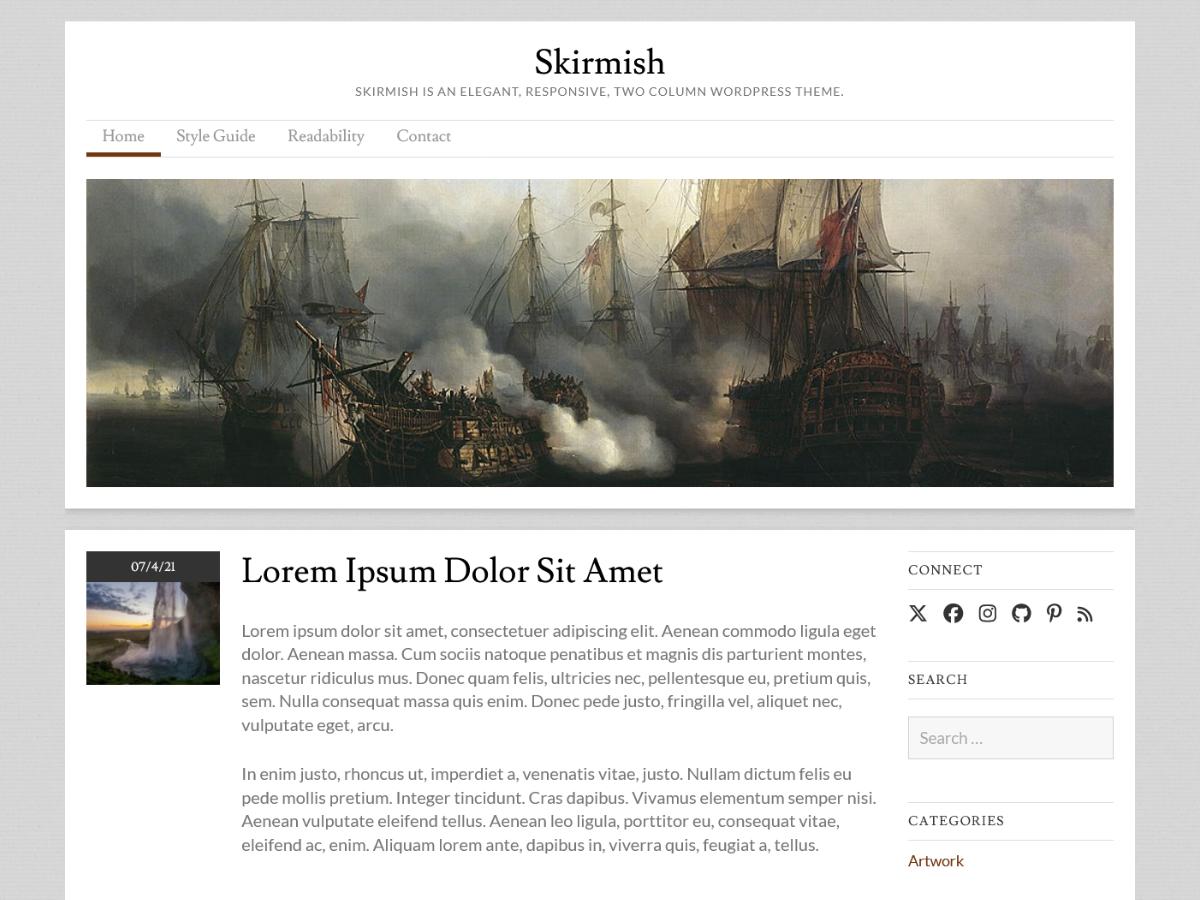 Skirmish
SKIRMISH IS AN ELEGANT, RESPONSIVE, TWO COLUMN WORDPRESS THEME.
Home Style Guide Readability Contact
07/4/21
Lorem Ipsum Dolor Sit Amet
Lorem ipsum dolor sit amet, consectetuer adipiscing elit. Aenean commodo ligula eget
dolor. Aenean massa. Cum sociis natoque penatibus et magnis dis parturient montes,
nascetur ridiculus mus. Donec quam felis, ultricies nec, pellentesque eu, pretium quis,
sem. Nulla consequat massa quis enim. Donec pede justo, fringilla vel, aliquet nec,
vulputate eget, arcu.
In enim justo, rhoncus ut, imperdiet a, venenatis vitae, justo. Nullam dictum felis eu
pede mollis pretium. Integer tincidunt. Cras dapibus. Vivamus elementum semper nisi.
Aenean vulputate eleifend tellus. Aenean leo ligula, porttitor eu, consequat vitae,
eleifend ac, enim. Aliquam lorem ante, dapibus in, viverra quis, feugiat a, tellus.
CONNECT
SEARCH
Search ...
CATEGORIES
Artwork